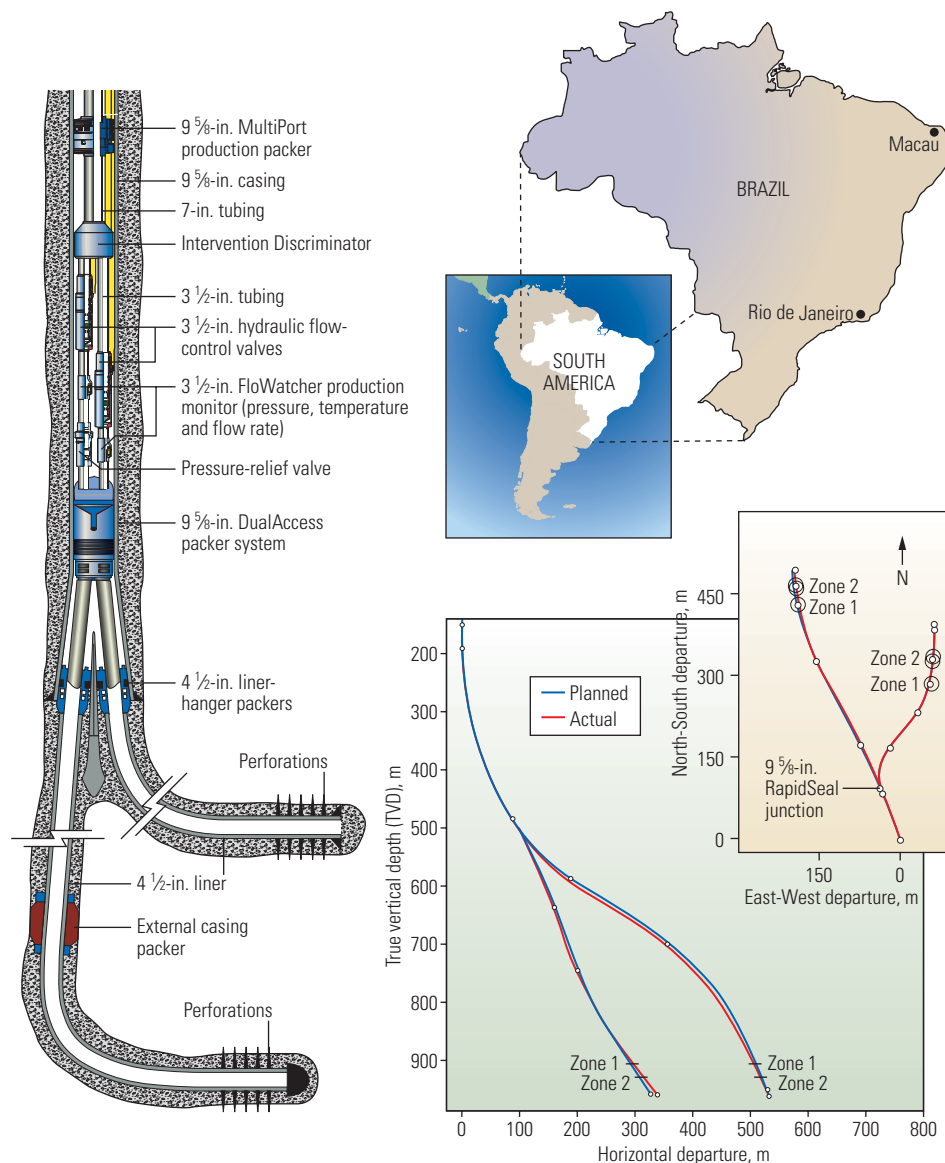 9 5/8-in. MultiPort
production packer
9 5/8-in. casing
7-in. tubing
Intervention Discriminator
3 1/2-in. tubing
3 1/2-in. hydraulic flow-
control valves
3 1/2-in. FloWatcher production
monitor (pressure, temperature
and flow rate)
Pressure-relief valve
9 5/8-in. DualAccess
packer system
4 1/2-in. liner-
hanger packers
Perforations
4 1/2-in. liner
External casing
packer
Perforations
Macau
BRAZIL
Rio de Janeiro
SOUTH
AMERICA
N
North-South departure, m
450
300
150
0
Zone 2
Zone 1
Zone 2
Zone 1
9 5/8-in.
RapidSeal
junction
150
0
East-West departure, m
Planned
Actual
True vertical depth (TVD), m
200
300
400
500
600
700
800
900
Zone 1
Zone 2
Zone 1
Zone 2
0
100
200
300
400
500
600
700
800
Horizontal departure, m